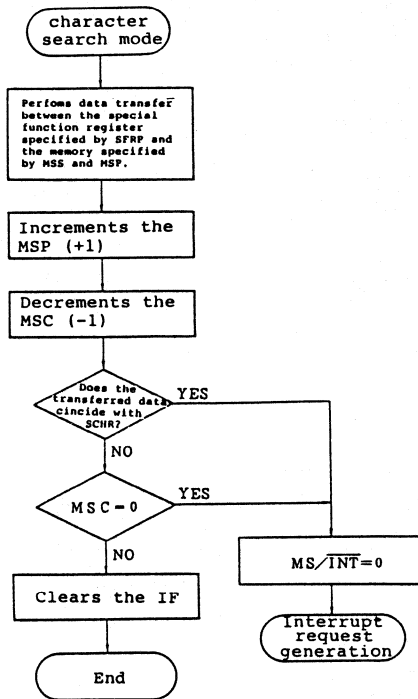 character
search mode
Perfoms data transfer
between the special
function register
specified by SFRP and
the memory specified
by MSS and MSP.
Increments the
MSP (+1)
Decrements the
MSC (-1)
Does the
transferred data
cincide with
SCHR?
YES
NO
MSC=0
YES
NO
MS/INT=0
Clears the IF
Interrupt
request
generation
End